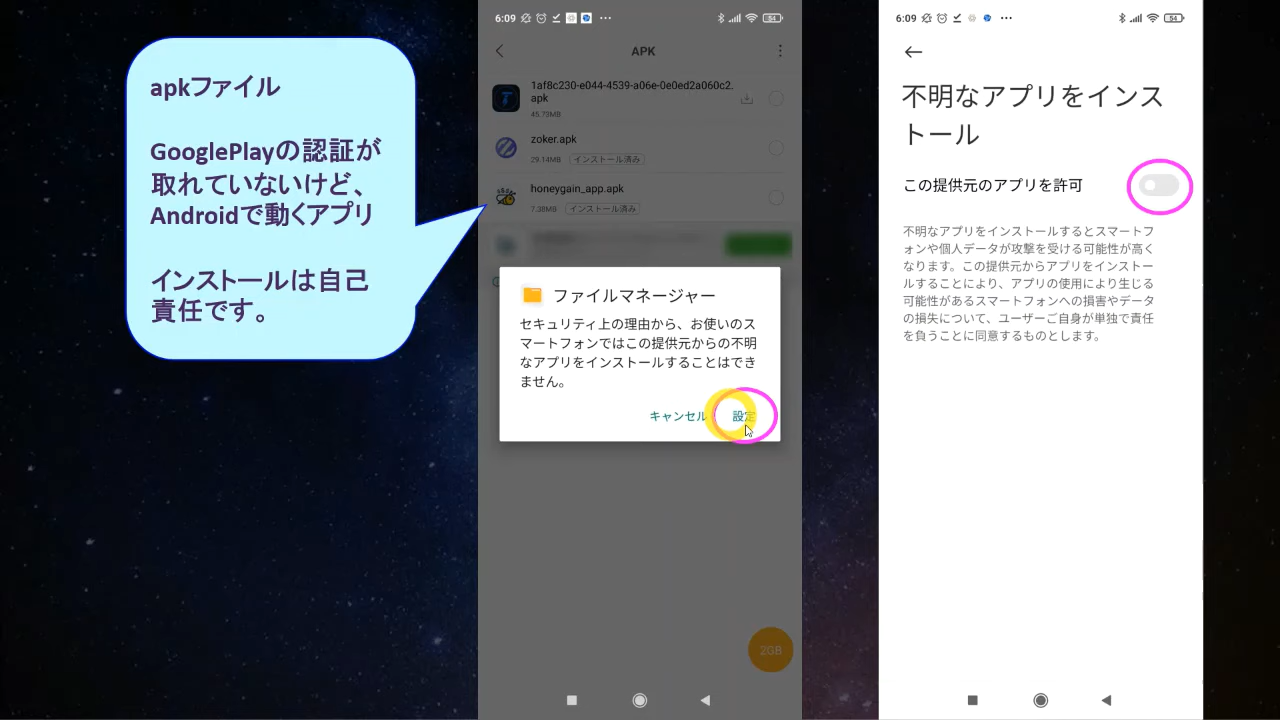 apkファイル
GooglePlayの認証が
取れていないけど、
Androidで動くアプリ
インストールは自己
責任です。
6:09
54
APK
1af8c230-e044-4539-a06e-0e0ed2a060c2.
apk
45.73MB
zoker.apk
29.14MB インストール済み
honeygain_app.apk
7.38MB インストール済み
ファイルマネージャー
セキュリティ上の理由から、お使いのス
マートフォンではこの提供元からの不明
なアプリをインストールすることはでき
ません。
キャンセル 設定
2GB
6:09
54
不明なアプリをインス
トール
この提供元のアプリを許可
不明なアプリをインストールするとスマートフ
ォンや個人データが攻撃を受ける可能性が高く
なります。この提供元からアプリをインストー
ルすることにより、アプリの使用により生じる
可能性があるスマートフォンへの損害やデータ
の損失について、ユーザーご自身が単独で責任
を負うことに同意するものとします。